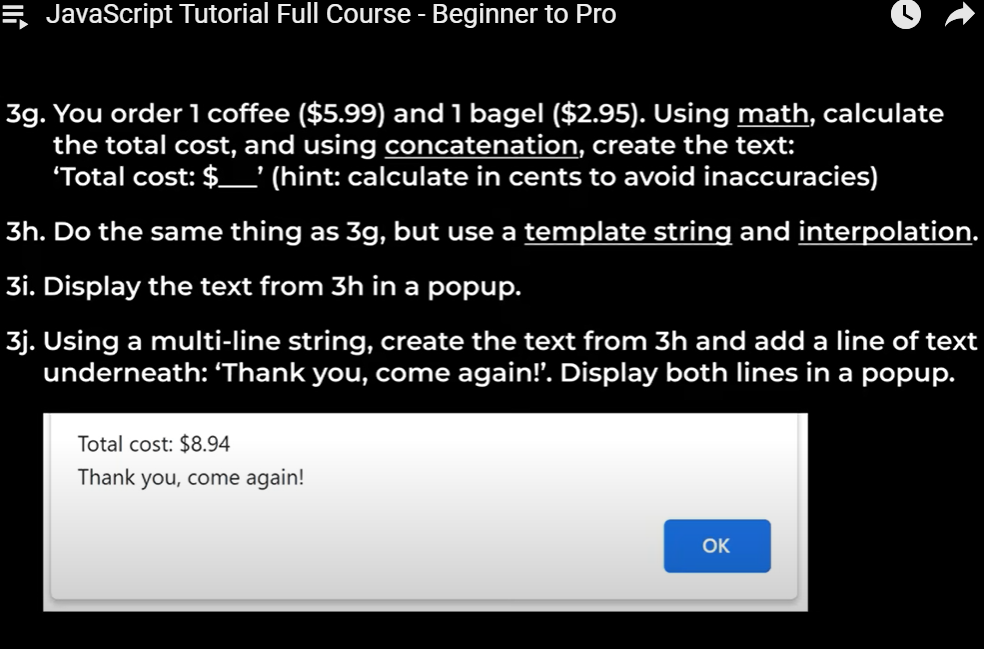 JavaScript Tutorial Full Course - Beginner to Pro
3g. You order 1 coffee ($5.99) and 1 bagel ($2.95). Using math, calculate
the total cost, and using concatenation, create the text:
‘Total cost: $___’ (hint: calculate in cents to avoid inaccuracies)
3h. Do the same thing as 3g, but use a template string and interpolation.
3i. Display the text from 3h in a popup.
3j. Using a multi-line string, create the text from 3h and add a line of text
underneath: ‘Thank you, come again!’. Display both lines in a popup.
Total cost: $8.94
Thank you, come again!
OK